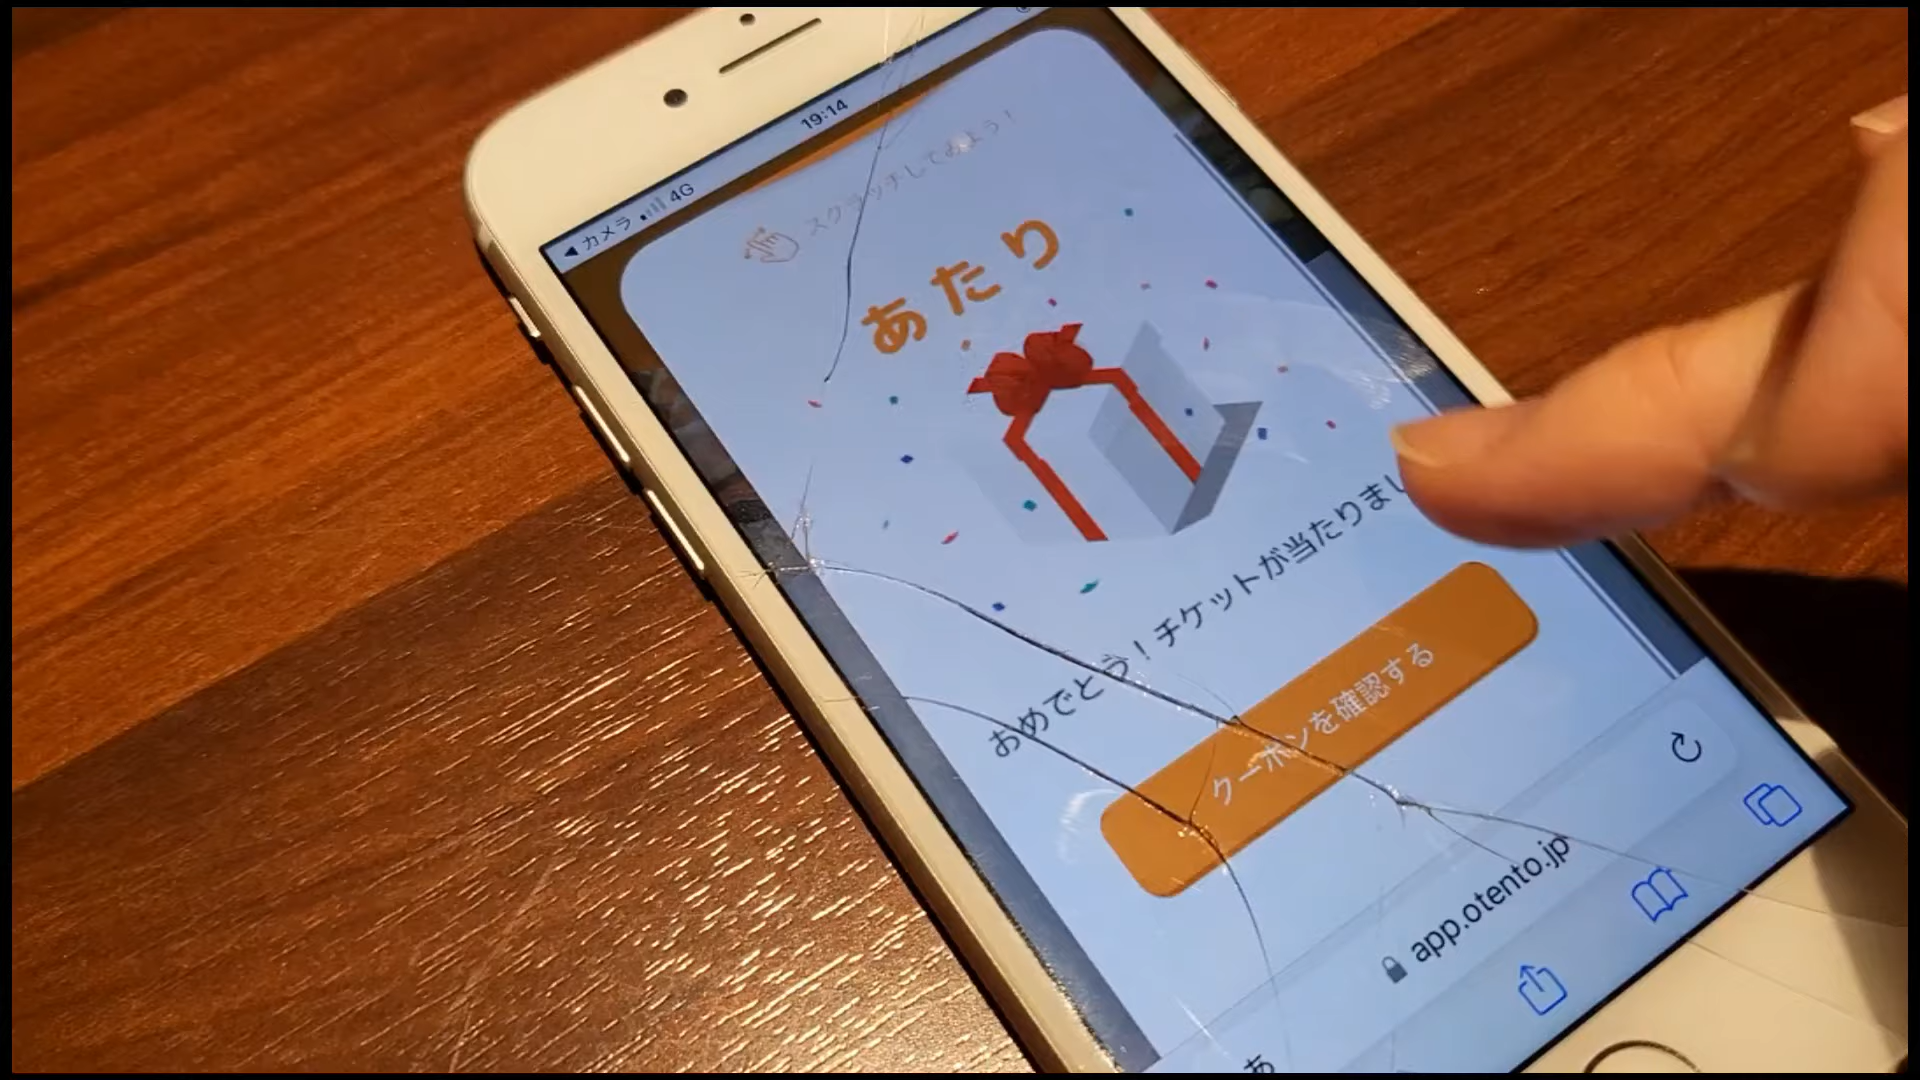 カメラ 4G 19:14
スクラッチしてみよう！
あたり
おめでとう！チケットが当たりまし
クーポンを確認する
app.otento.jp
あ